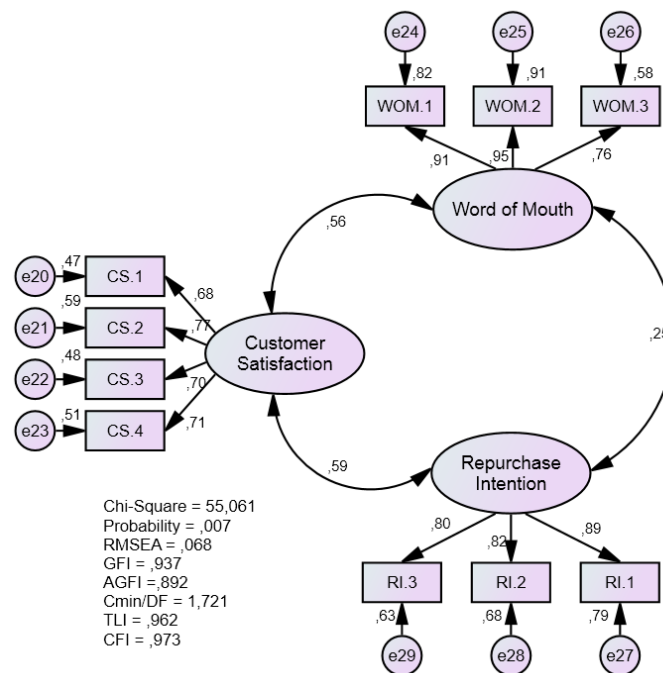 e24
e25
e26
,82
,91
,58
WOM.1
WOM.2
WOM.3
,91
,95
,76
Word of Mouth
,56
e20
,47
CS.1
,68
e21
,59
CS.2
,77
e22
,48
CS.3
,70
e23
,51
CS.4
,71
Customer
Satisfaction
,59
Repurchase
Intention
Chi-Square = 55,061
Probability = ,007
RMSEA = ,068
GFI = ,937
AGFI = ,892
Cmin/DF = 1,721
TLI = ,962
CFI = ,973
,80
,82
,89
RI.3
RI.2
RI.1
,63
,68
,79
e29
e28
e27